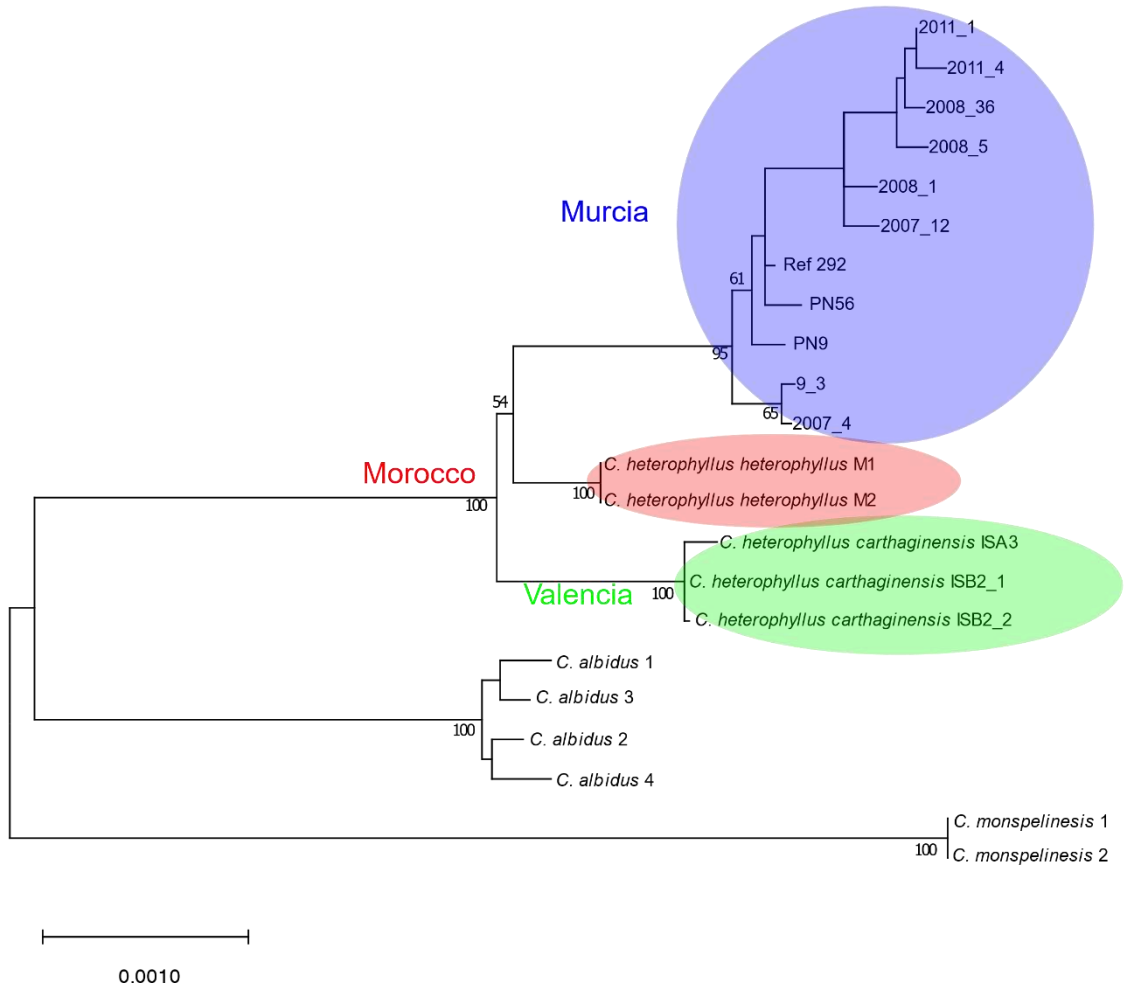 2011_1
2011_4
2008_36
2008_5
2008_1
Murcia
2007_12
Ref 292
61
PN56
PN9
95
9_3
54
65
2007_4
Morocco
C. heterophyllus heterophyllus M1
100
C. heterophyllus heterophyllus M2
100
C. heterophyllus carthaginensis ISA3
C. heterophyllus carthaginensis ISB2_1
Valencia
100
C. heterophyllus carthaginensis ISB2_2
C. albidus 1
C. albidus 3
100
C. albidus 2
C. albidus 4
C. monspelinesis 1
100
C. monspelinesis 2
0.0010